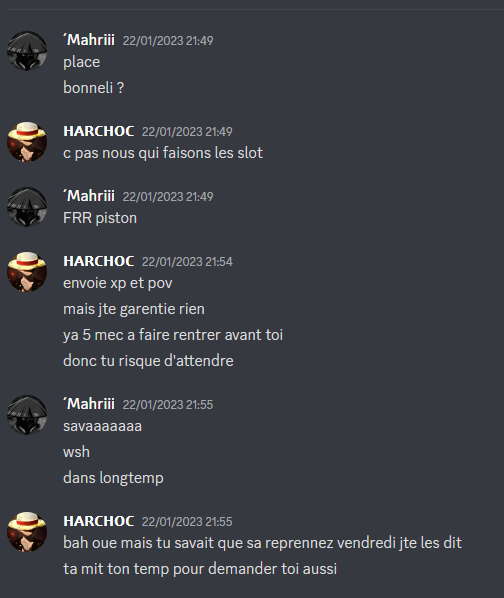 ´Mahriii 22/01/2023 21:49
place
bonneli ?
HARCHOC 22/01/2023 21:49
c pas nous qui faisons les slot
´Mahriii 22/01/2023 21:49
FRR piston
HARCHOC 22/01/2023 21:54
envoie xp et pov
mais jte garentie rien
ya 5 mec a faire rentrer avant toi
donc tu risque d'attendre
´Mahriii 22/01/2023 21:55
savaaaaaaa
wsh
dans longtemp
HARCHOC 22/01/2023 21:55
bah oue mais tu savait que sa reprennez vendredi jte les dit
ta mit ton temp pour demander toi aussi